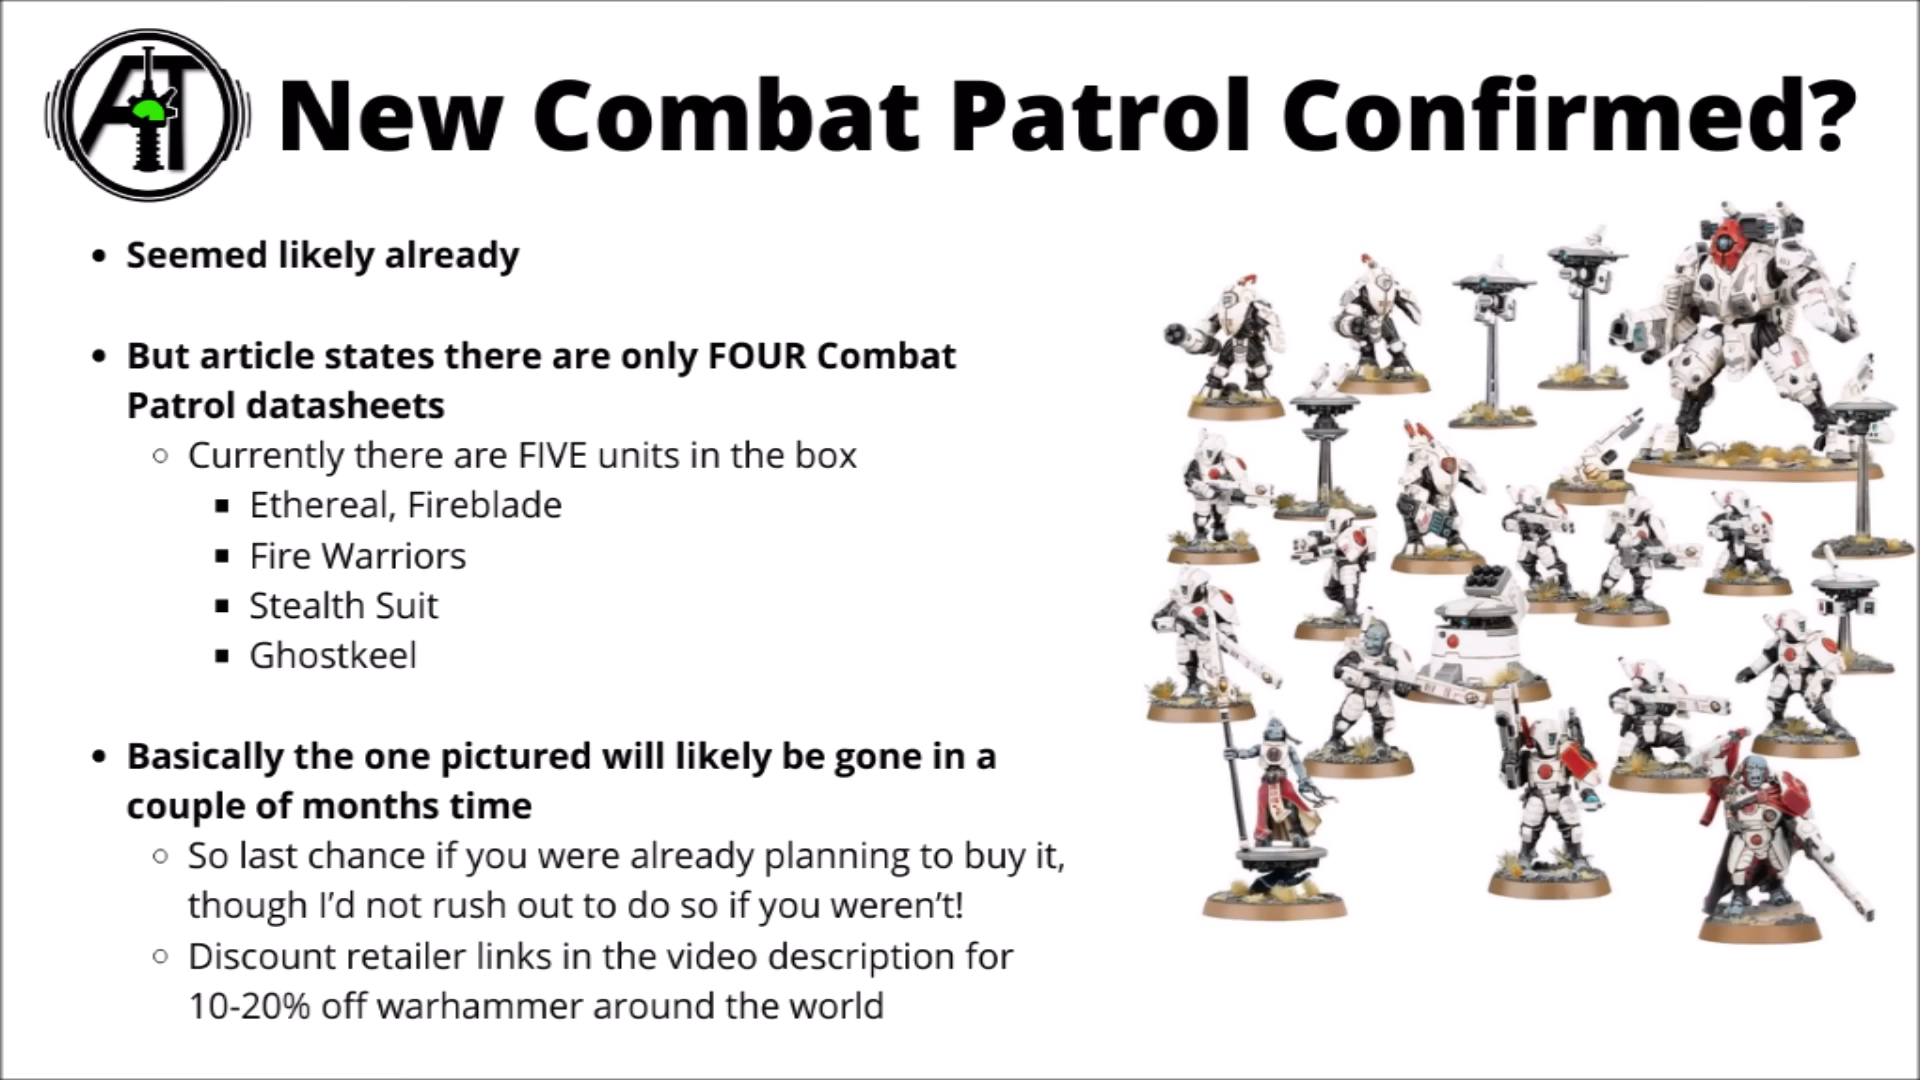 AT
New Combat Patrol Confirmed?
• Seemed likely already
• But article states there are only FOUR Combat
Patrol datasheets
○ Currently there are FIVE units in the box
▪ Ethereal, Fireblade
▪ Fire Warriors
▪ Stealth Suit
▪ Ghostkeel
• Basically the one pictured will likely be gone in a
couple of months time
○ So last chance if you were already planning to buy it,
though I'd not rush out to do so if you weren't!
○ Discount retailer links in the video description for
10-20% off warhammer around the world